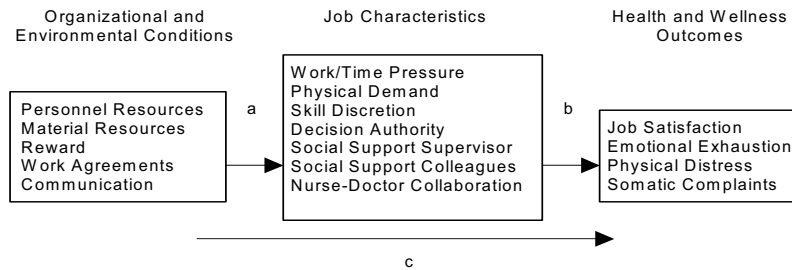 Organizational and
Environmental Conditions
Job Characteristics
Health and Wellness
Outcomes
Personnel Resources
Material Resources
Reward
Work Agreements
Communication
a
Work/Time Pressure
Physical Demand
Skill Discretion
Decision Authority
Social Support Supervisor
Social Support Colleagues
Nurse-Doctor Collaboration
b
Job Satisfaction
Emotional Exhaustion
Physical Distress
Somatic Complaints
c